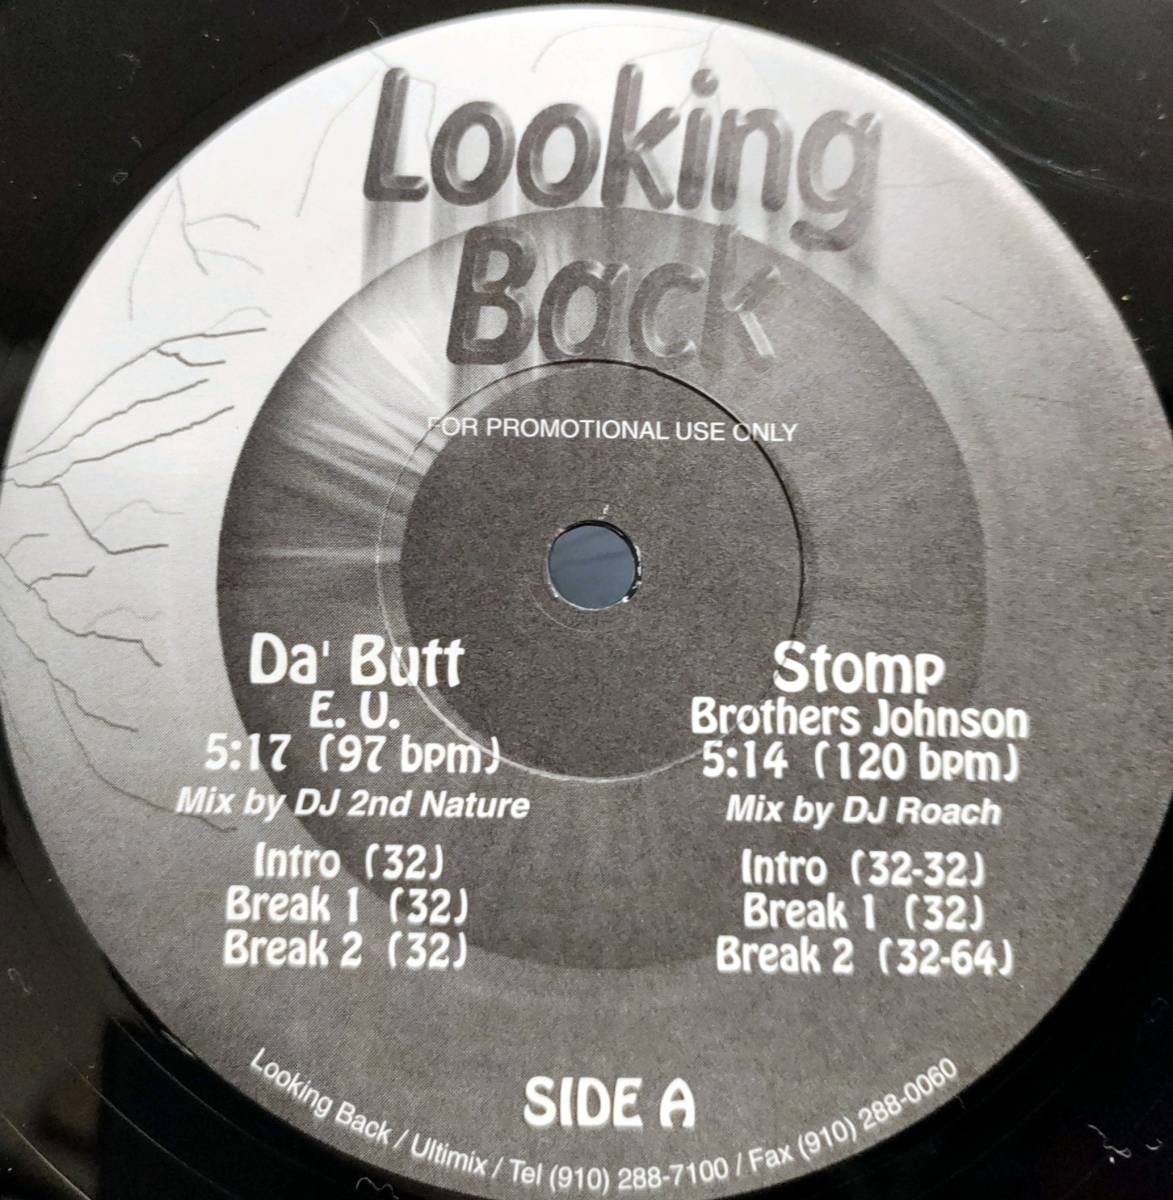 Looking
Back
FOR PROMOTIONAL USE ONLY
Da' Butt
E. U.
5:17 (97 bpm)
Mix by DJ 2nd Nature
Intro (32)
Break 1 (32)
Break 2 (32)
Stomp
Brothers Johnson
5:14 (120 bpm)
Mix by DJ Roach
Intro (32-32)
Break 1 (32)
Break 2 (32-64)
SIDE A
Looking Back / Ultimix / Tel (910) 288-7100 / Fax (910) 288-0060